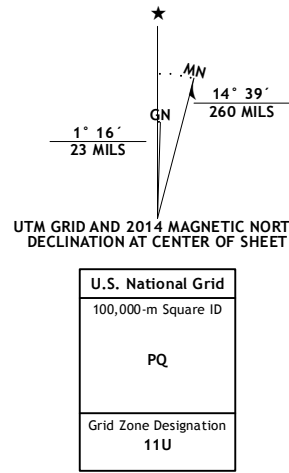 ★
MN
GN
14° 39´
260 MILS
1° 16´
23 MILS
UTM GRID AND 2014 MAGNETIC NORT
DECLINATION AT CENTER OF SHEET
U.S. National Grid
100,000-m Square ID
PQ
Grid Zone Designation
11U